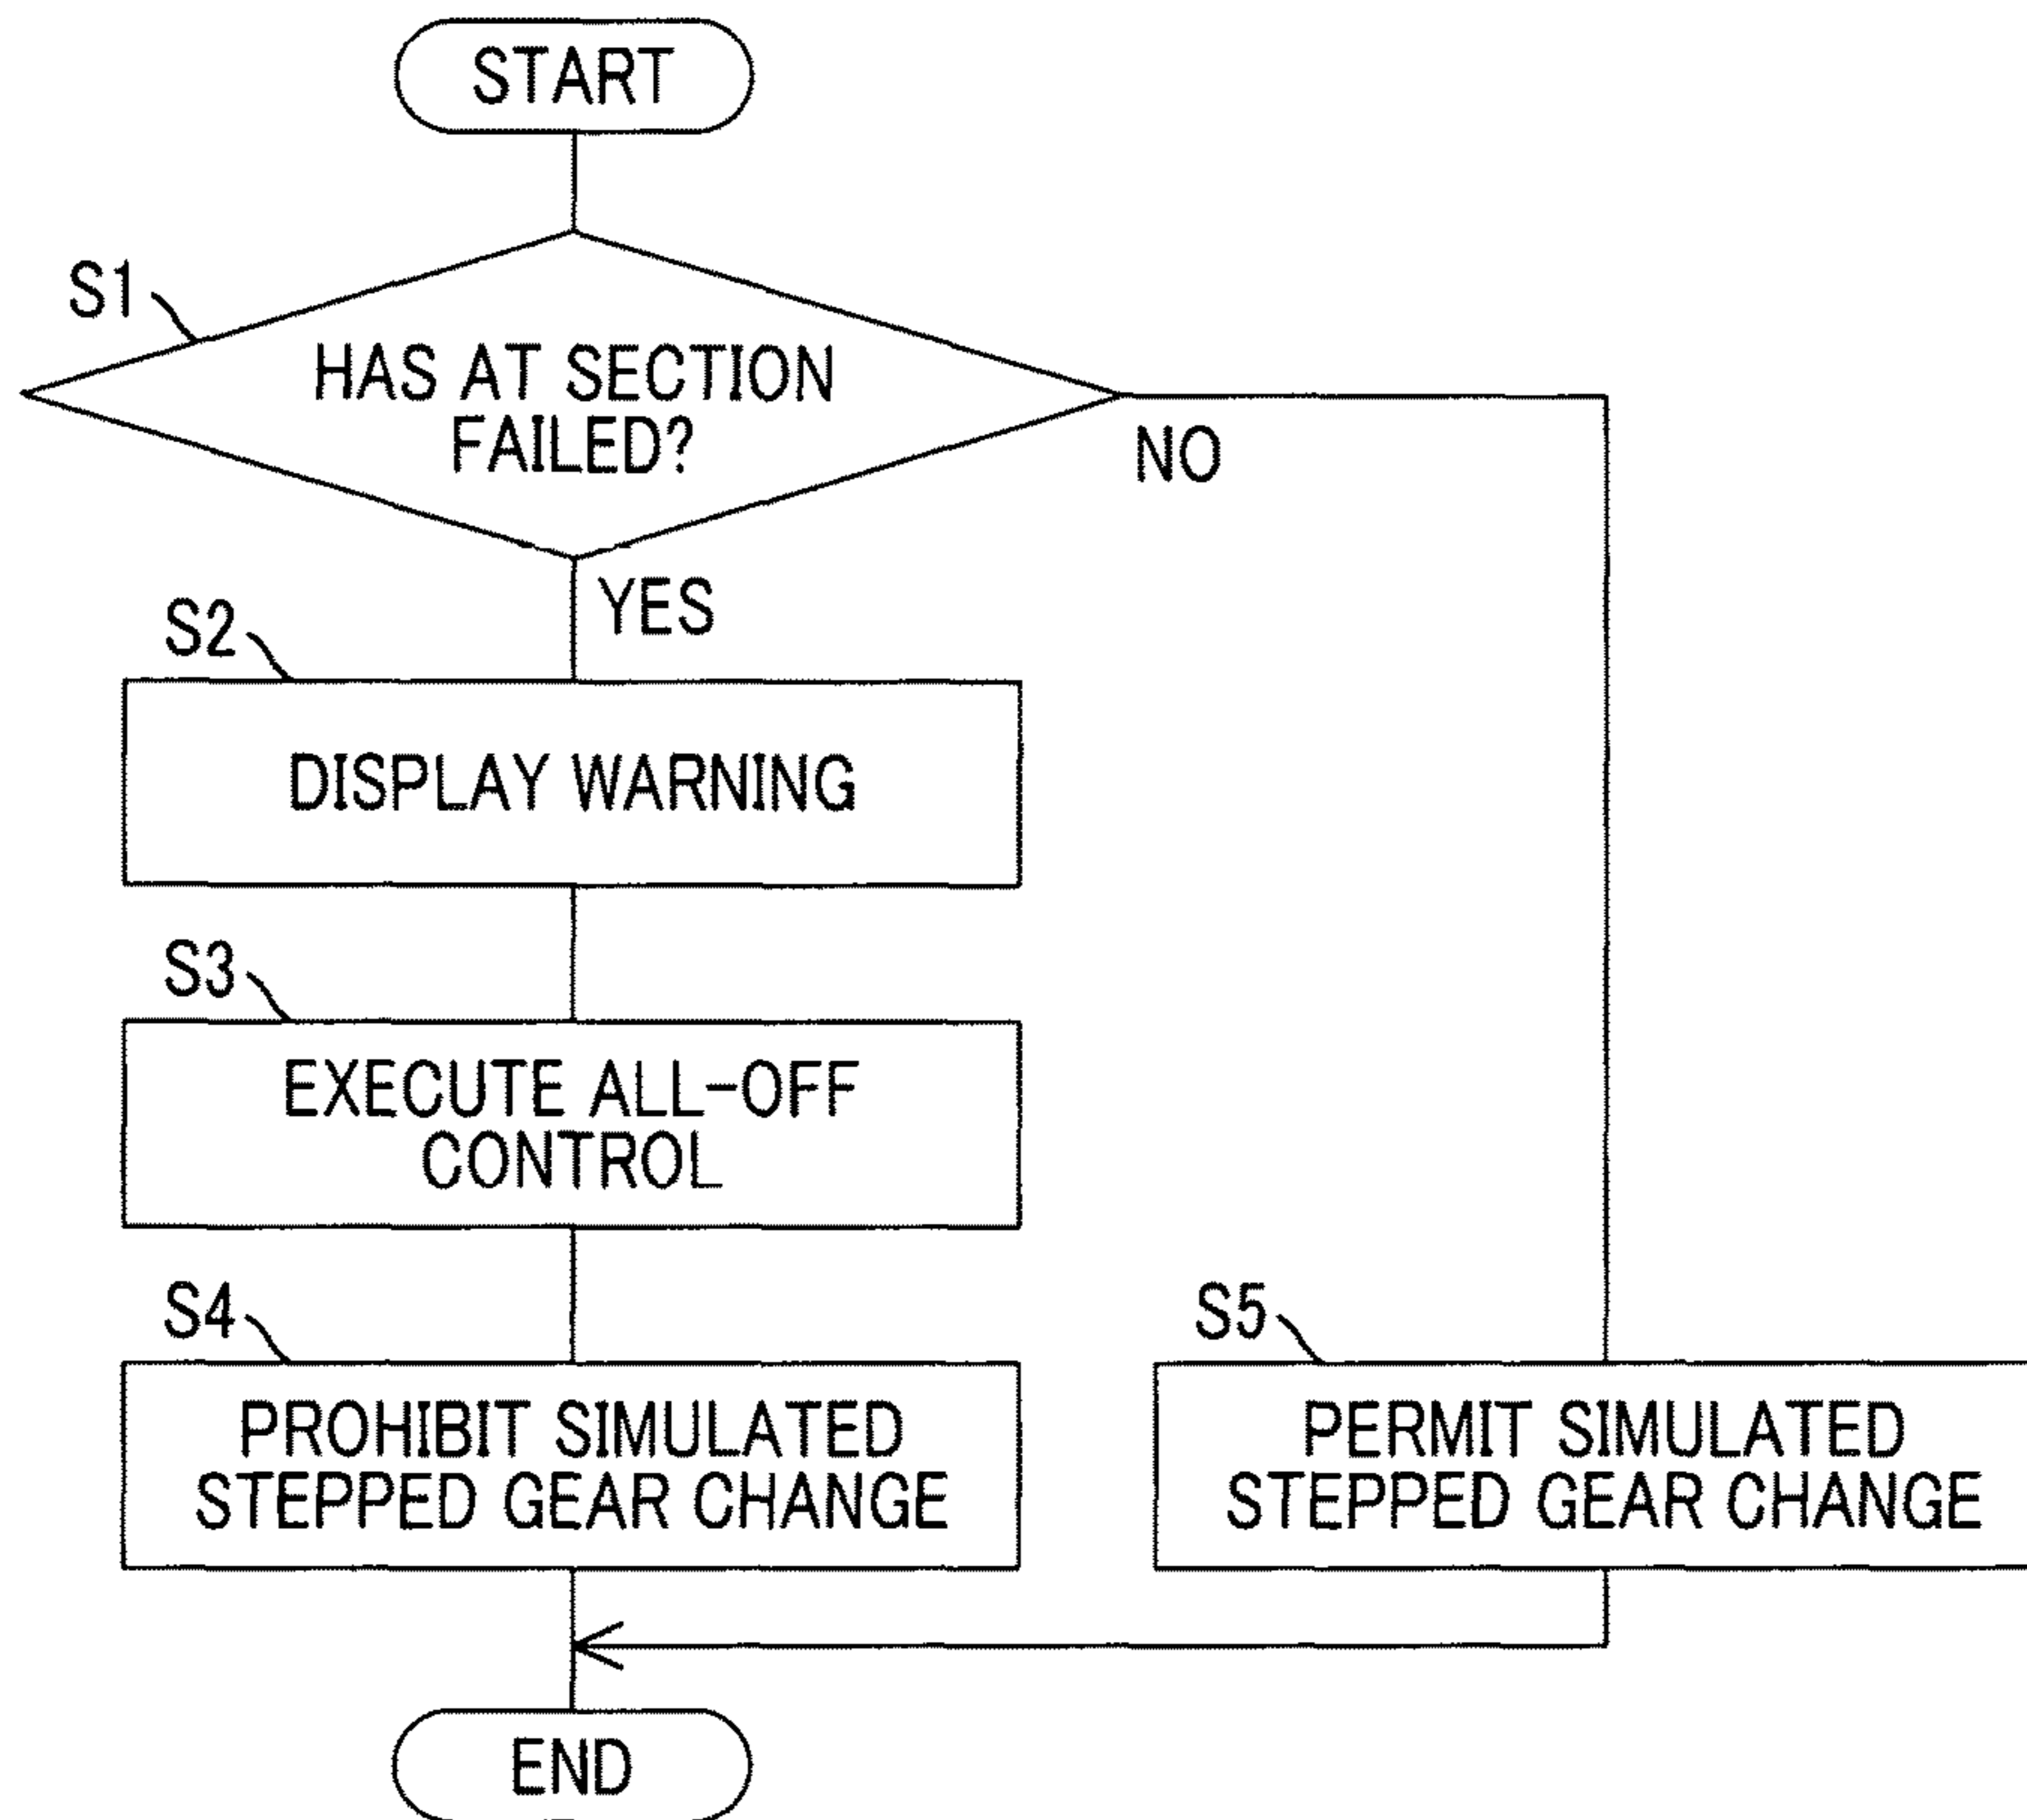 START
S1
HAS AT SECTION
FAILED?
NO
YES
S2
DISPLAY WARNING
S3
EXECUTE ALL-OFF
CONTROL
S4
PROHIBIT SIMULATED
STEPPED GEAR CHANGE
S5
PERMIT SIMULATED
STEPPED GEAR CHANGE
END